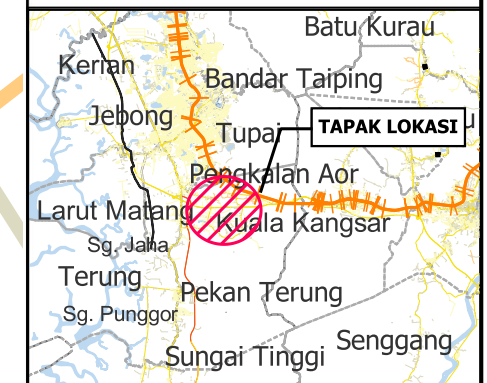 Batu Kurau
Kerian
Bandar Taiping
Jebong
Tupai
TAPAK LOKASI
Pengkalan Aor
Larut Matang
Kuala Kangsar
Sg. Jaha
Terung
Pekan Terung
Sg. Punggor
Senggang
Sungai Tinggi